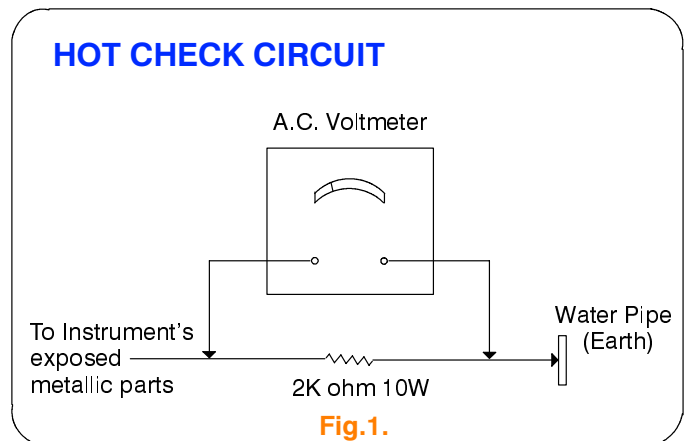 HOT CHECK CIRCUIT
A.C. Voltmeter
To Instrument's
exposed
metallic parts
Water Pipe
(Earth)
2K ohm 10W
Fig.1.